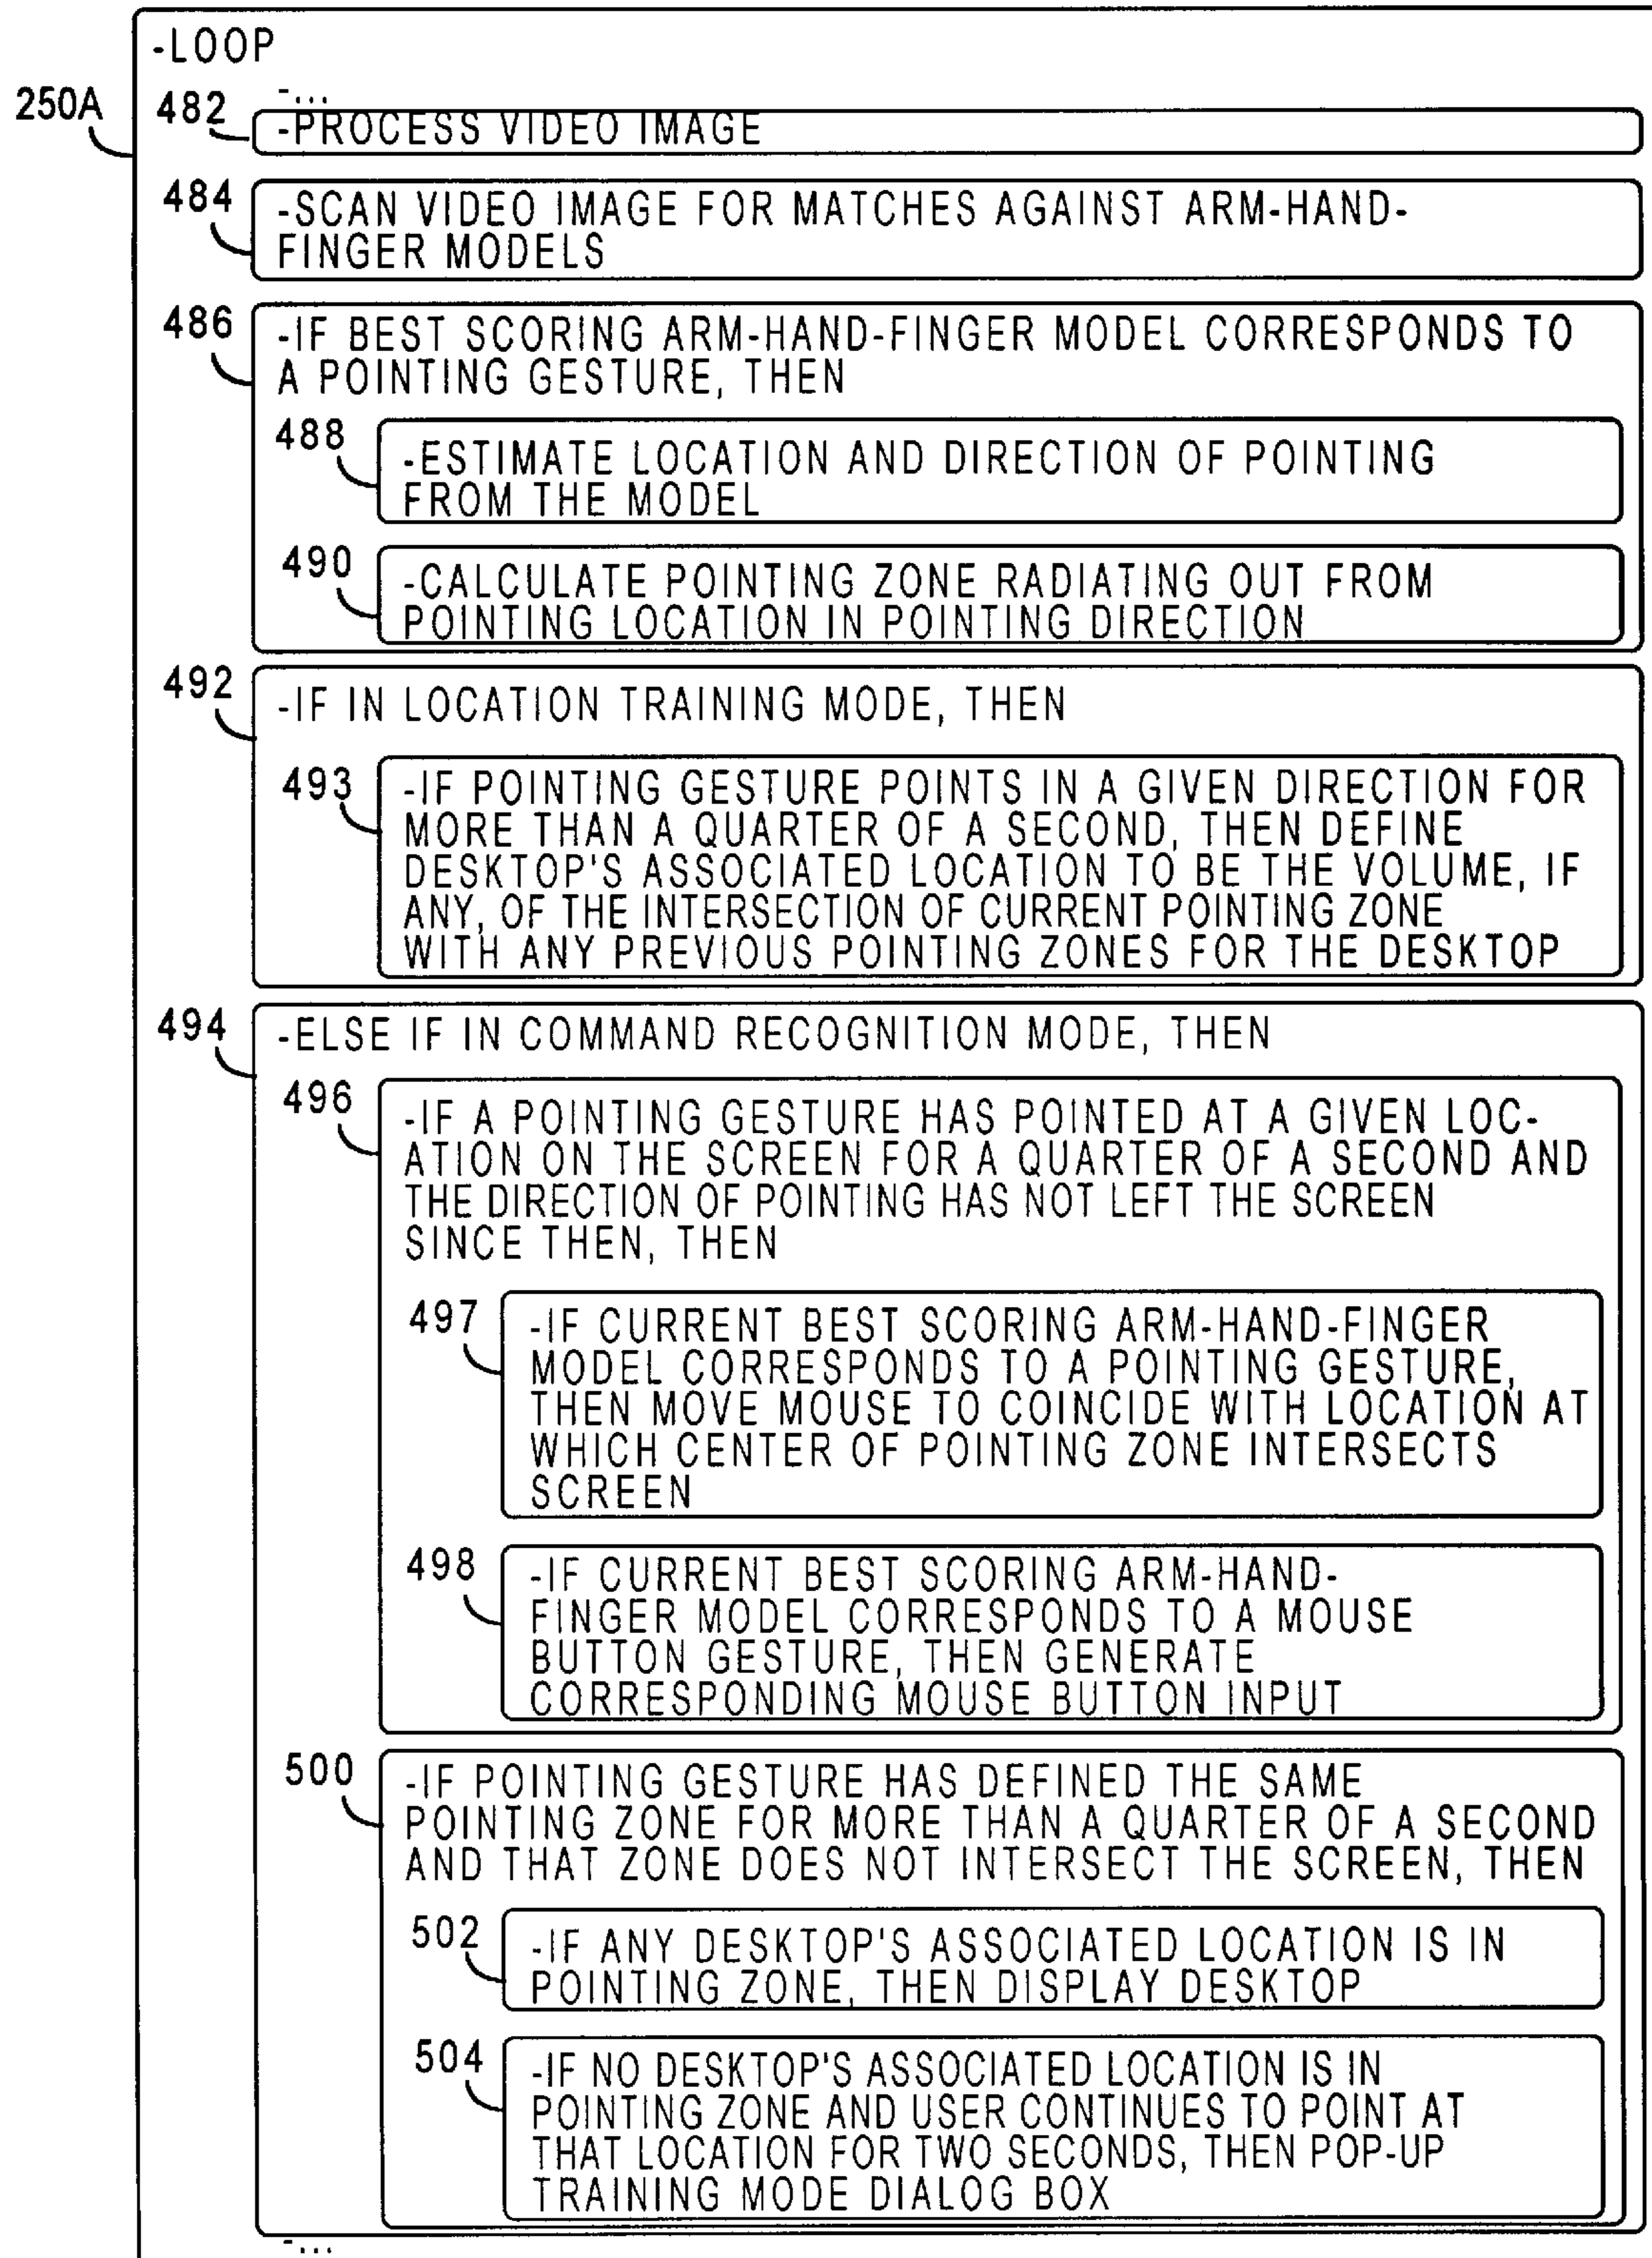 -LOOP
-...
250A
482
-PROCESS VIDEO IMAGE
484
-SCAN VIDEO IMAGE FOR MATCHES AGAINST ARM-HAND-
FINGER MODELS
486
-IF BEST SCORING ARM-HAND-FINGER MODEL CORRESPONDS TO
A POINTING GESTURE, THEN
488
-ESTIMATE LOCATION AND DIRECTION OF POINTING
FROM THE MODEL
490
-CALCULATE POINTING ZONE RADIATING OUT FROM
POINTING LOCATION IN POINTING DIRECTION
492
-IF IN LOCATION TRAINING MODE, THEN
493
-IF POINTING GESTURE POINTS IN A GIVEN DIRECTION FOR
MORE THAN A QUARTER OF A SECOND, THEN DEFINE
DESKTOP'S ASSOCIATED LOCATION TO BE THE VOLUME, IF
ANY, OF THE INTERSECTION OF CURRENT POINTING ZONE
WITH ANY PREVIOUS POINTING ZONES FOR THE DESKTOP
494
-ELSE IF IN COMMAND RECOGNITION MODE, THEN
496
-IF A POINTING GESTURE HAS POINTED AT A GIVEN LOC-
ATION ON THE SCREEN FOR A QUARTER OF A SECOND AND
THE DIRECTION OF POINTING HAS NOT LEFT THE SCREEN
SINCE THEN, THEN
497
-IF CURRENT BEST SCORING ARM-HAND-FINGER
MODEL CORRESPONDS TO A POINTING GESTURE,
THEN MOVE MOUSE TO COINCIDE WITH LOCATION AT
WHICH CENTER OF POINTING ZONE INTERSECTS
SCREEN
498
-IF CURRENT BEST SCORING ARM-HAND-
FINGER MODEL CORRESPONDS TO A MOUSE
BUTTON GESTURE, THEN GENERATE
CORRESPONDING MOUSE BUTTON INPUT
500
-IF POINTING GESTURE HAS DEFINED THE SAME
POINTING ZONE FOR MORE THAN A QUARTER OF A SECOND
AND THAT ZONE DOES NOT INTERSECT THE SCREEN, THEN
502
-IF ANY DESKTOP'S ASSOCIATED LOCATION IS IN
POINTING ZONE, THEN DISPLAY DESKTOP
504
-IF NO DESKTOP'S ASSOCIATED LOCATION IS IN
POINTING ZONE AND USER CONTINUES TO POINT AT
THAT LOCATION FOR TWO SECONDS, THEN POP-UP
TRAINING MODE DIALOG BOX
-...